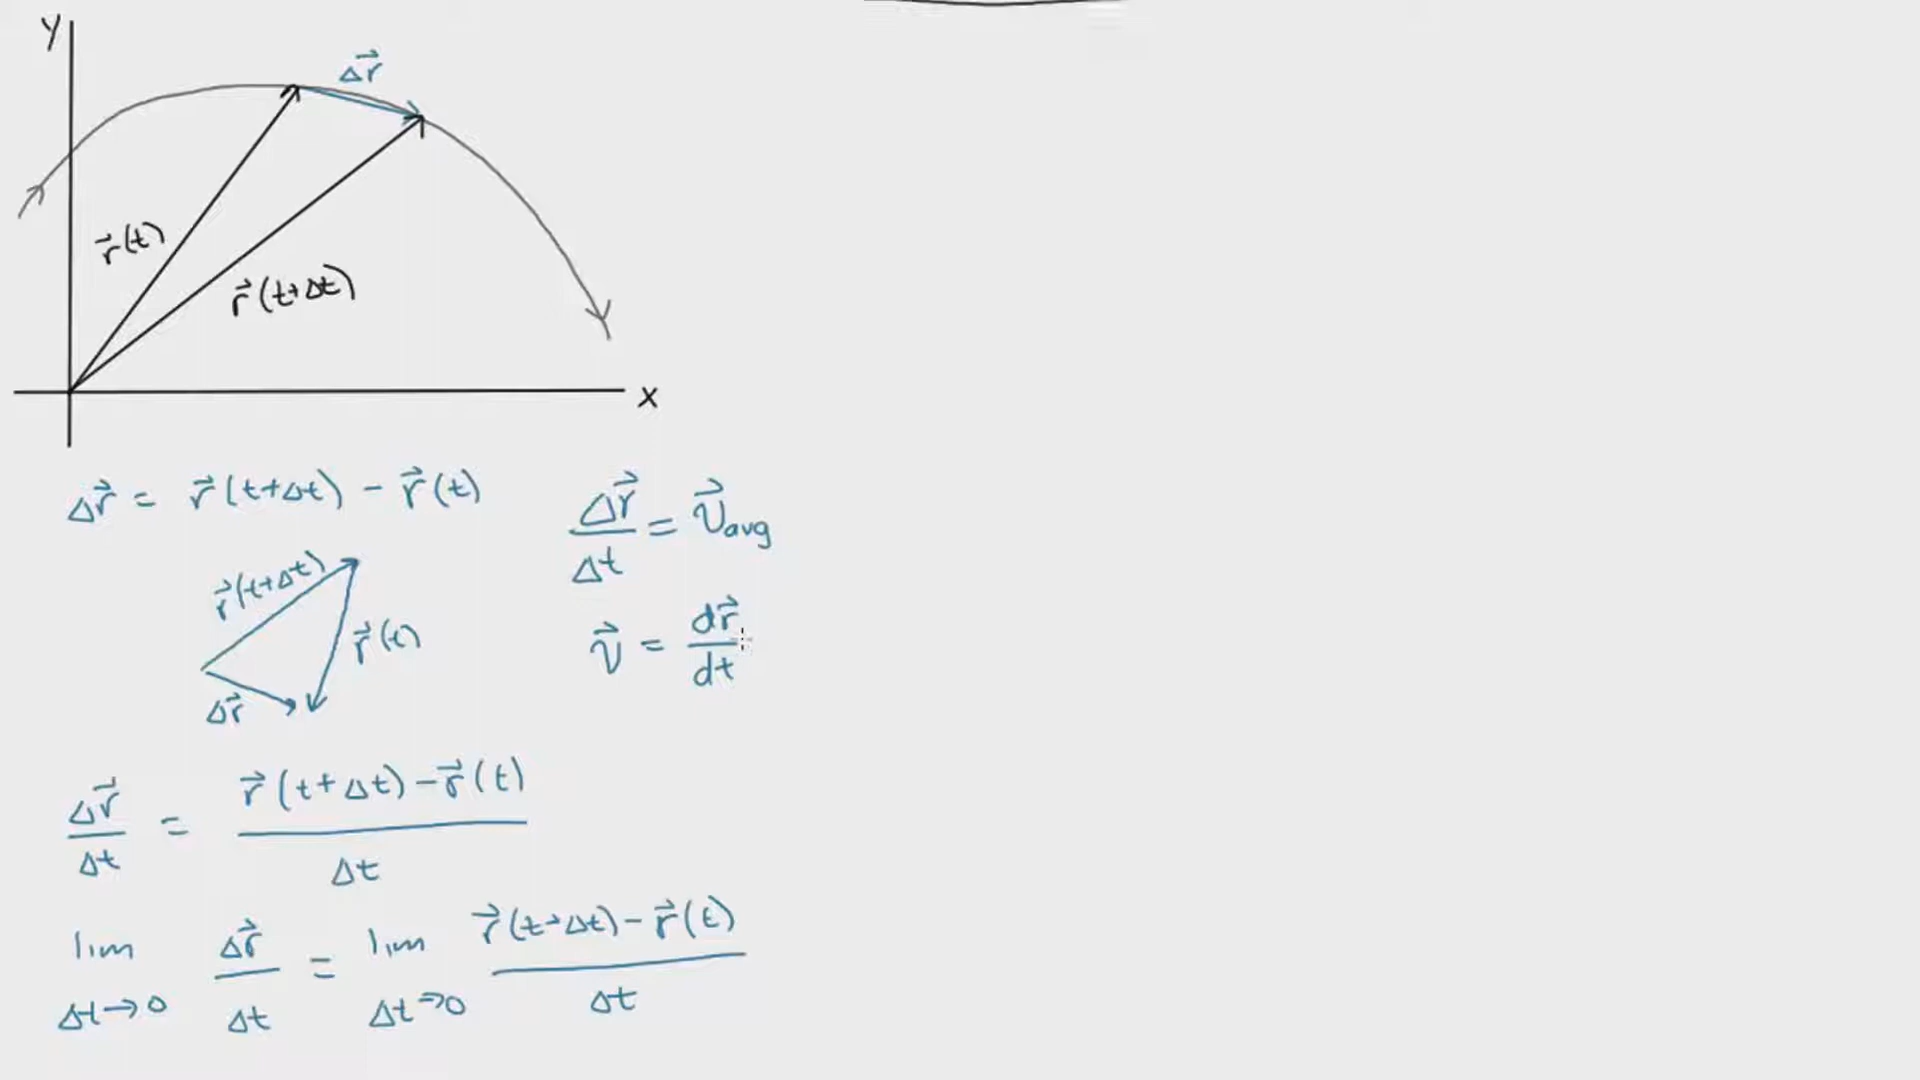 y
Δr⃗
r⃗(t)
r⃗(t+Δt)
x
Δr⃗ = r⃗(t+Δt) - r⃗(t)
Δr⃗/Δt = v⃗avg
r⃗(t+Δt)
r⃗(t)
Δr⃗
v⃗ = dr⃗/dt
Δr⃗/Δt = r⃗(t+Δt) - r⃗(t)/Δt
lim Δt→0 Δr⃗/Δt = lim Δt→0 r⃗(t+Δt) - r⃗(t)/Δt